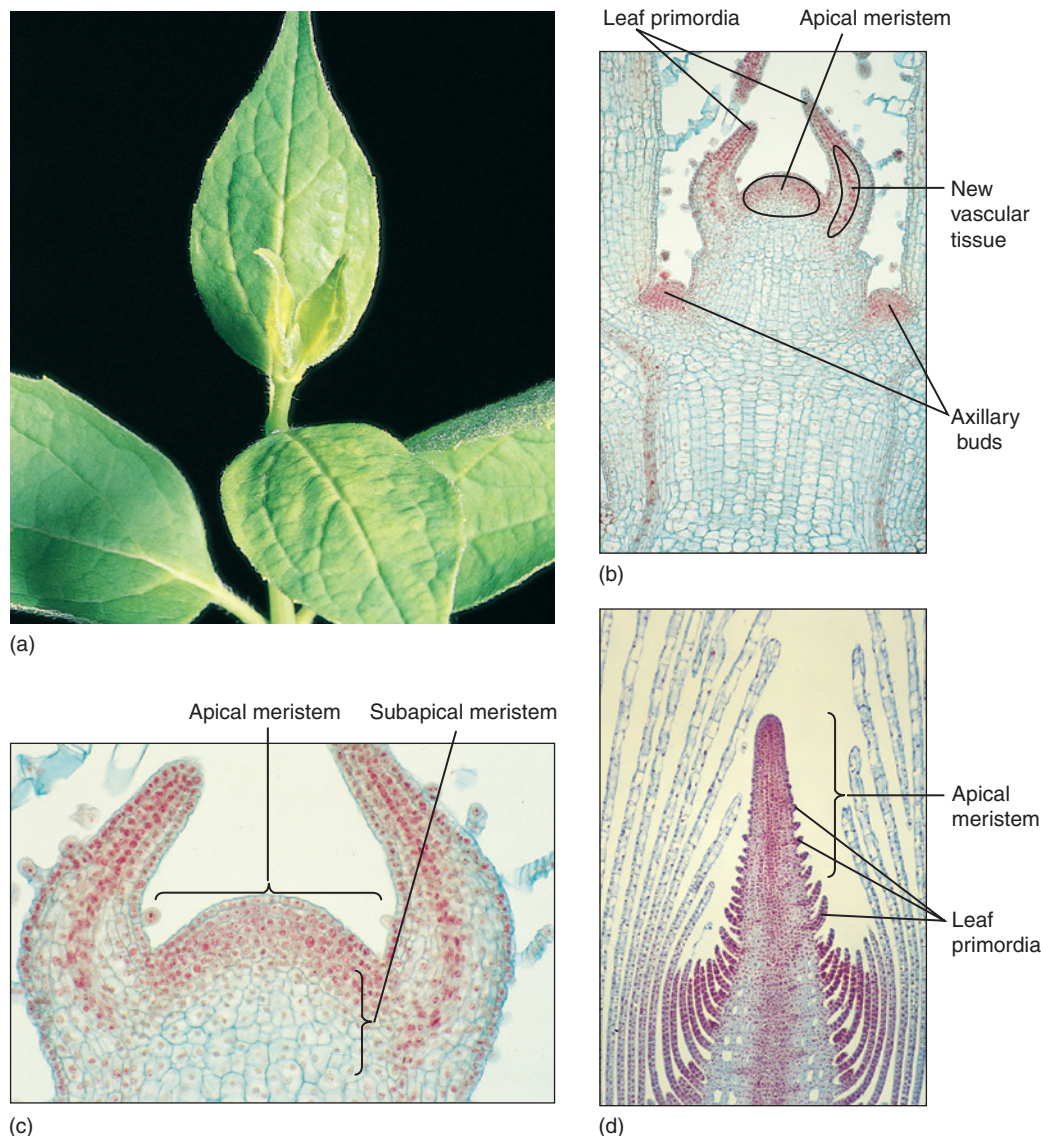 Leaf primordia
Apical meristem
New
vascular
tissue
Axillary
buds
(a)
(b)
Apical meristem
Subapical meristem
(c)
Apical
meristem
Leaf
primordia
(d)